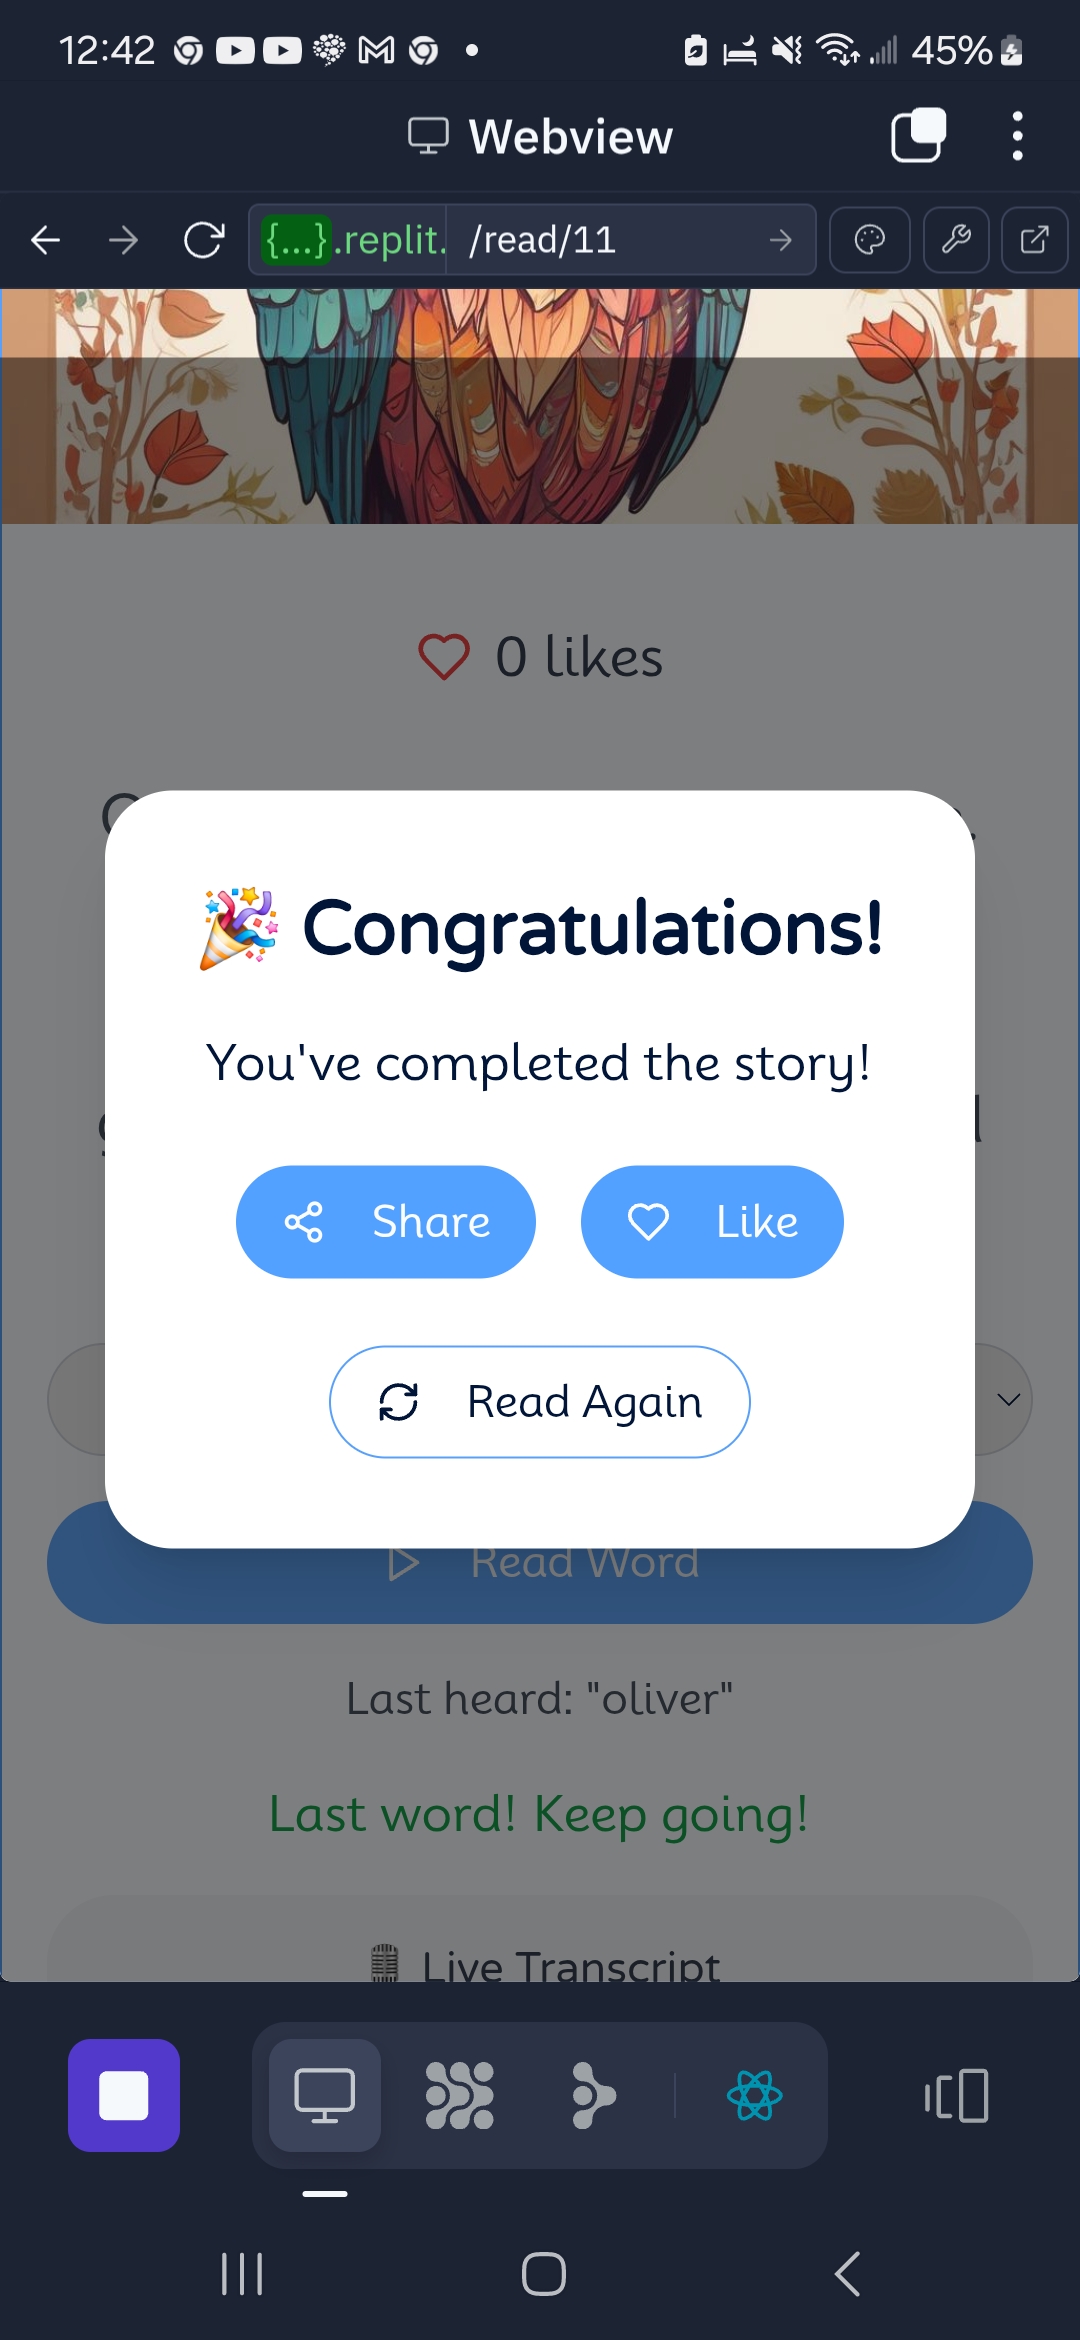 12:42
45%
Webview
{...}.replit. /read/11
0 likes
🎉 Congratulations!
You've completed the story!
Share
Like
Read Again
Read Word
Last heard: "oliver"
Last word! Keep going!
Live Transcript